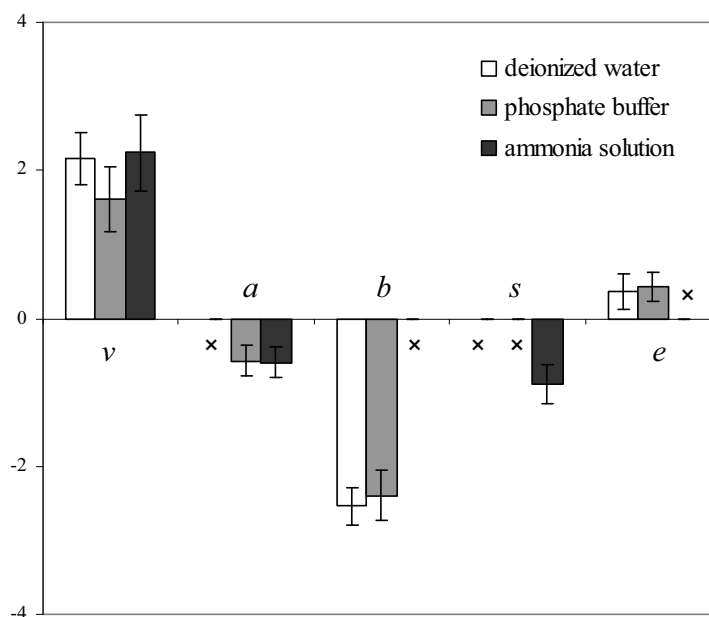 4
deionized water
phosphate buffer
ammonia solution
2
a b s
0
× × × × ×
v e
-2
-4